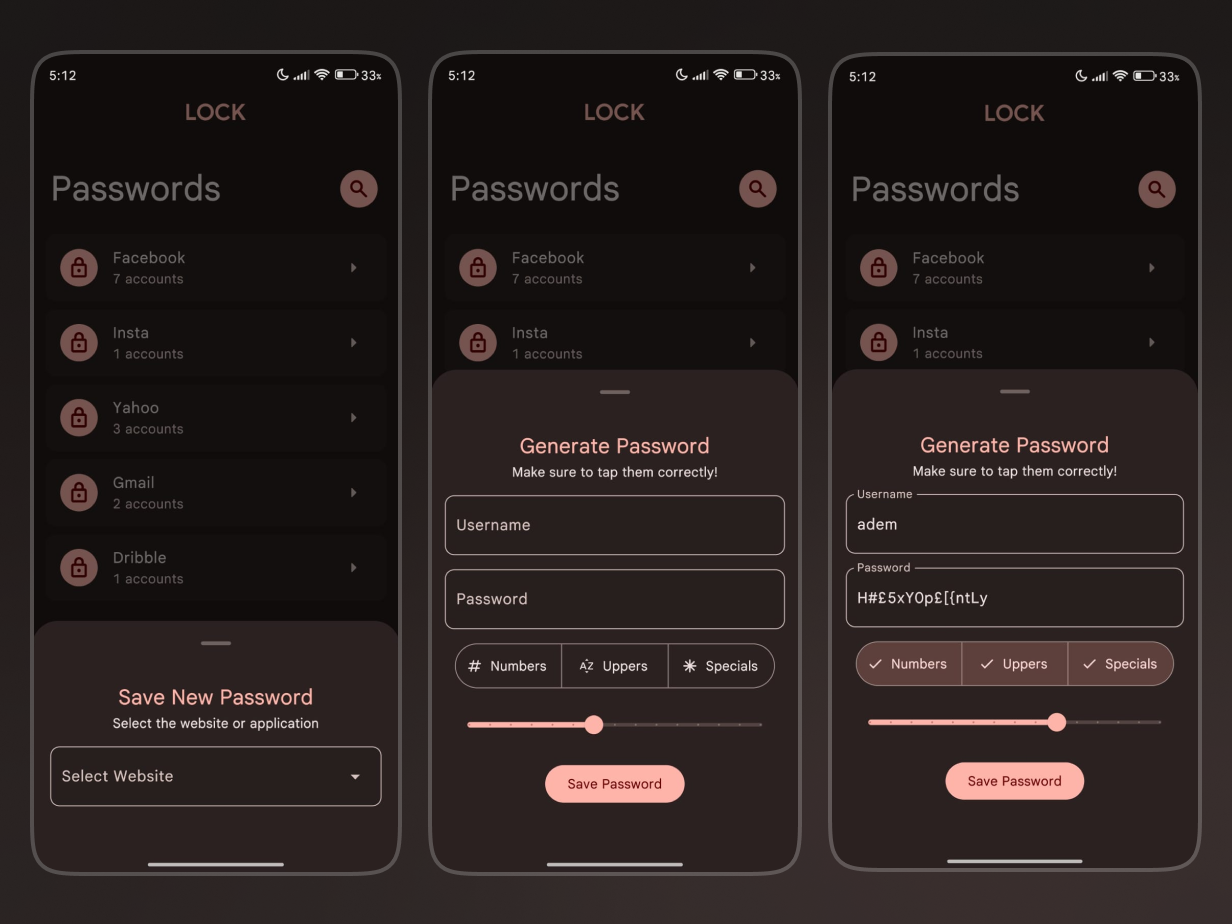 5:12
33%
LOCK
Passwords
Facebook
7 accounts
Insta
1 accounts
Yahoo
3 accounts
Gmail
2 accounts
Dribble
1 accounts
Save New Password
Select the website or application
Select Website
5:12
33%
LOCK
Passwords
Facebook
7 accounts
Insta
1 accounts
Generate Password
Make sure to tap them correctly!
Username
Password
# Numbers AZ Uppers Specials
Save Password
5:12
33%
LOCK
Passwords
Facebook
7 accounts
Insta
1 accounts
Generate Password
Make sure to tap them correctly!
Username
adem
Password
H#£5xY0p£[{ntLy
Numbers Uppers Specials
Save Password